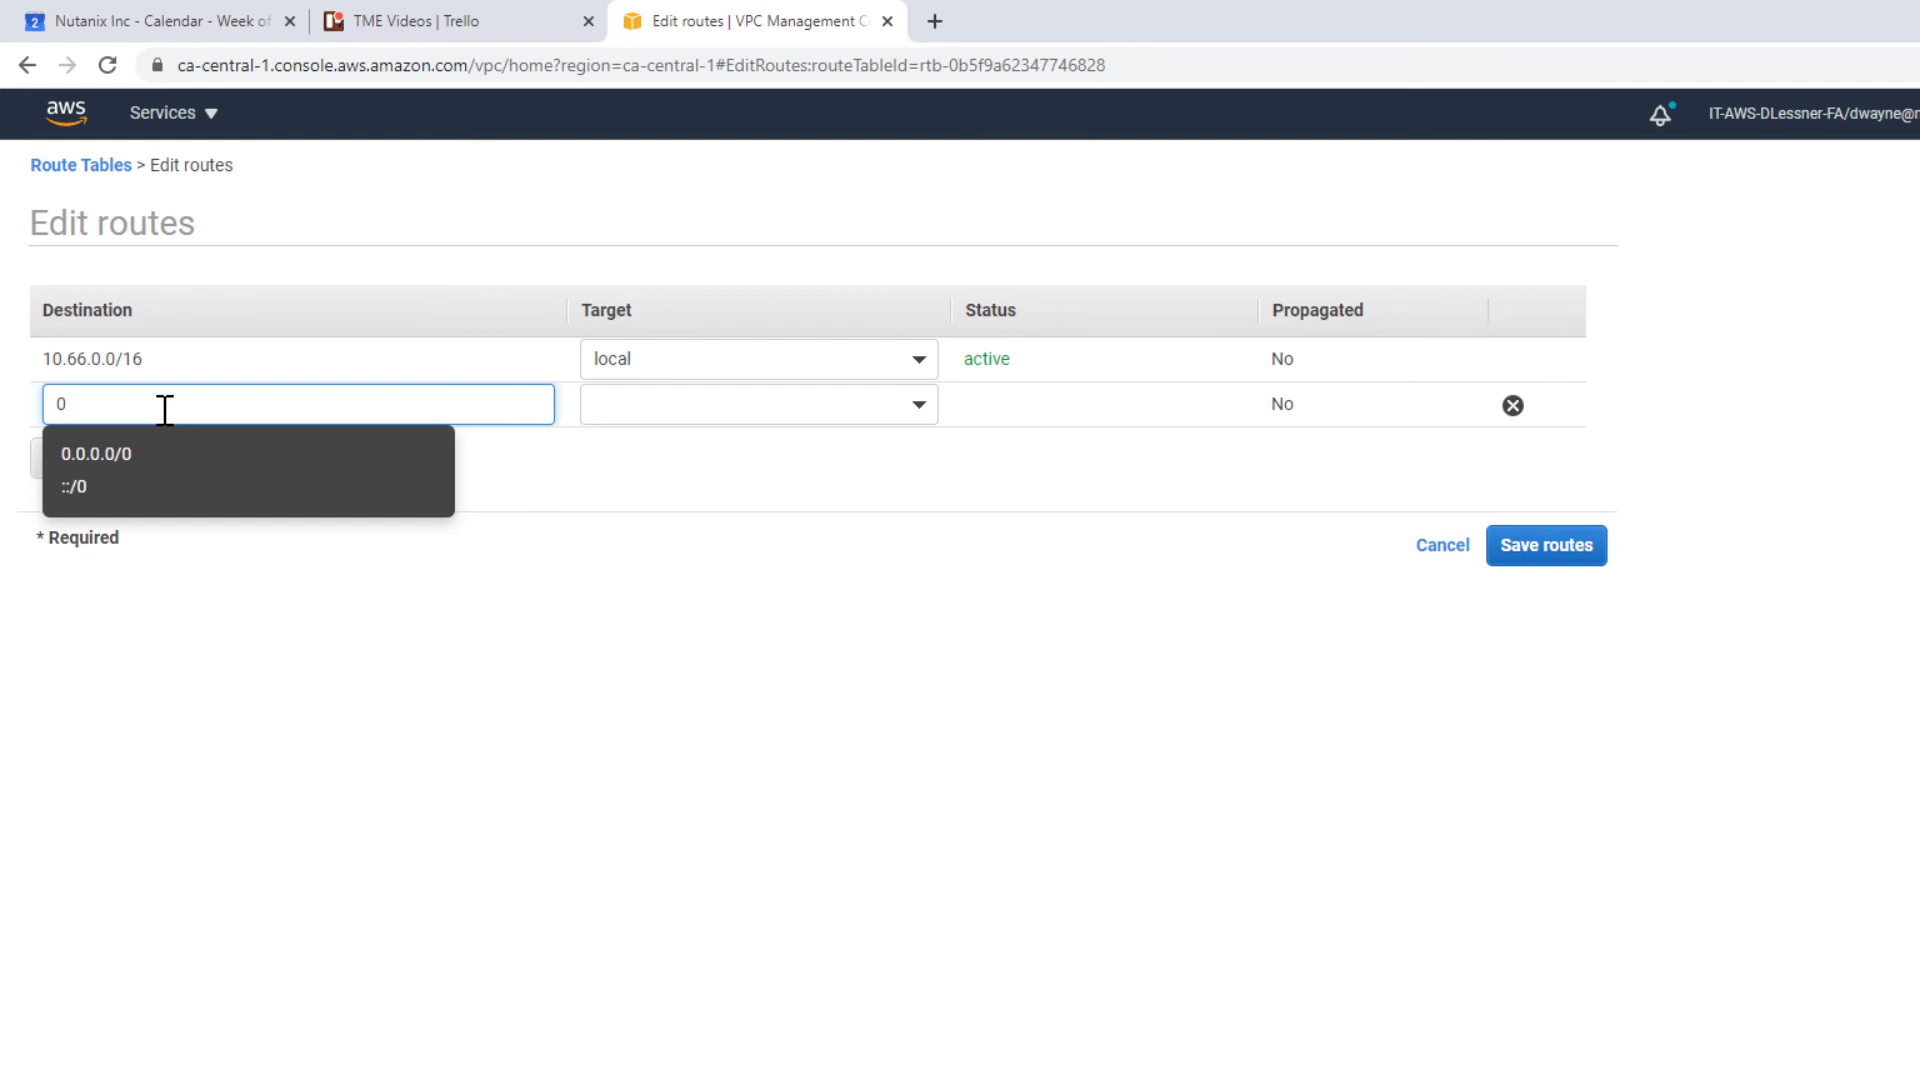 2 Nutanix Inc - Calendar - Week of
TME Videos | Trello
Edit routes | VPC Management C
ca-central-1.console.aws.amazon.com/vpc/home?region=ca-central-1#EditRoutes:routeTableId=rtb-0b5f9a62347746828
aws Services IT-AWS-DLessner-FA/dwayne@
Route Tables > Edit routes
Edit routes
Destination Target Status Propagated
10.66.0.0/16 local active No
0 No
0.0.0.0/0
::/0
* Required
Cancel Save routes